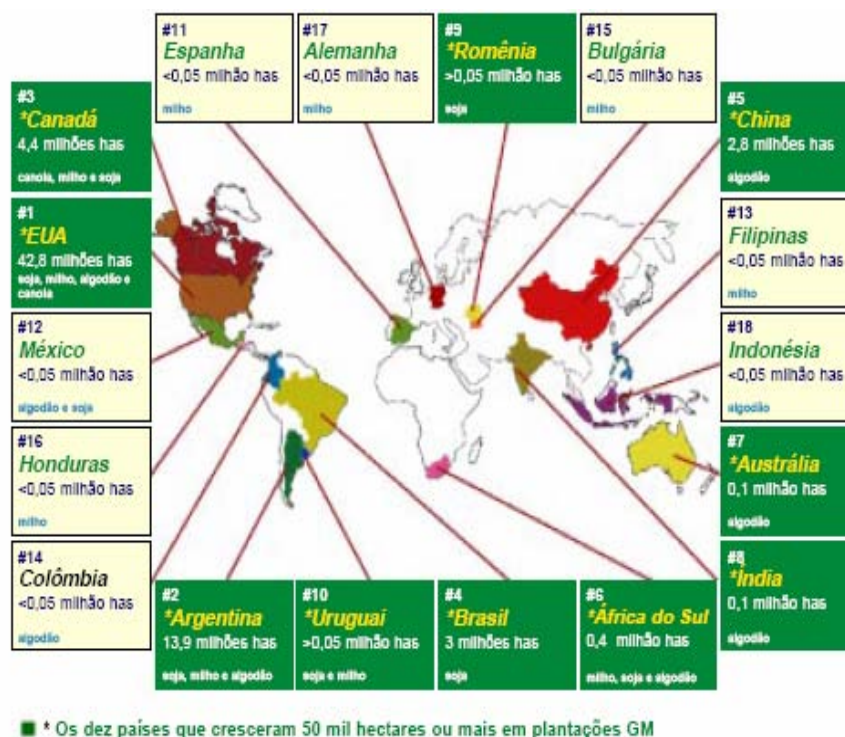 #11
Espanha
<0,05 milhão has
milho
#17
Alemanha
<0,05 milhão has
milho
#9
*Romênia
>0,05 milhão has
soja
#15
Bulgária
<0,05 milhão has
milho
#3
*Canadá
4,4 milhões has
canola, milho e soja
#5
*China
2,8 milhões has
algodão
#1
*EUA
42,8 milhões has
soja, milho, algodão e
canola
#13
Filipinas
<0,05 milhão has
milho
#12
México
<0,05 milhão has
algodão e soja
#18
Indonésia
<0,05 milhão has
algodão
#16
Honduras
<0,05 milhão has
milho
#7
*Austrália
0,1 milhão has
algodão
#14
Colômbia
<0,05 milhão has
algodão
#2
*Argentina
13,9 milhões has
soja, milho e algodão
#10
*Uruguai
>0,05 milhão has
soja e milho
#4
*Brasil
3 milhões has
soja
#6
*África do Sul
0,4 milhão has
milho, soja e algodão
#8
*Índia
0,1 milhão has
algodão
* Os dez países que cresceram 50 mil hectares ou mais em plantações GM